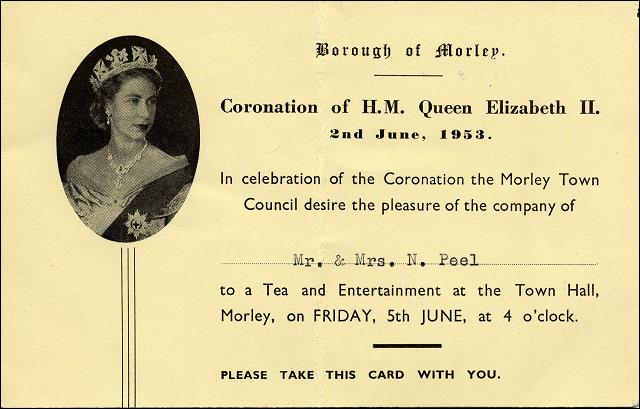 Borough of Morley.
Coronation of H.M. Queen Elizabeth II.
2nd June, 1953.
In celebration of the Coronation the Morley Town
Council desire the pleasure of the company of
Mr. & Mrs. N. Peel
to a Tea and Entertainment at the Town Hall,
Morley, on FRIDAY, 5th JUNE, at 4 o'clock.
PLEASE TAKE THIS CARD WITH YOU.